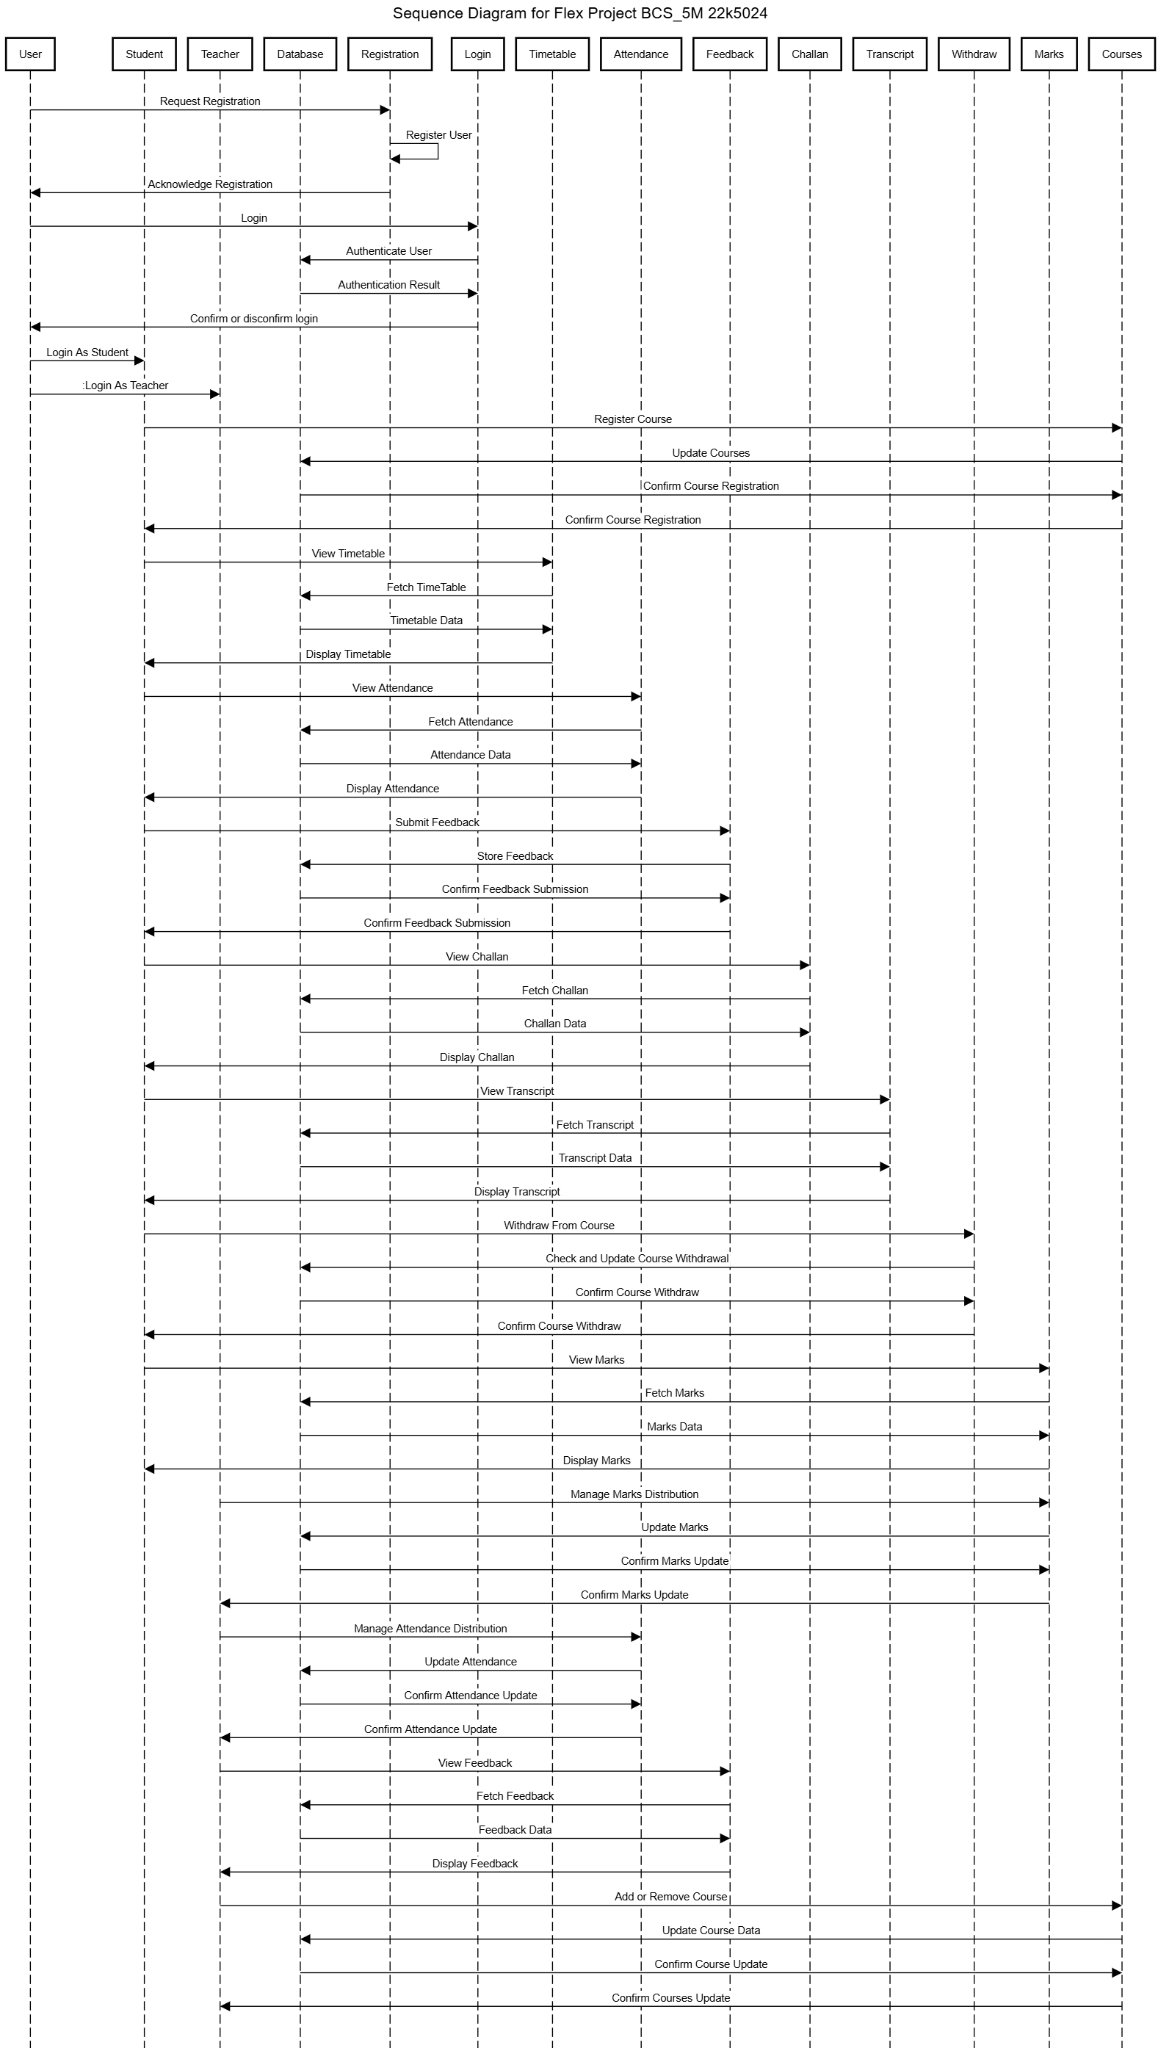 Sequence Diagram for Flex Project BCS_5M 22k5024
User
Student
Teacher
Database
Registration
Login
Timetable
Attendance
Feedback
Challan
Transcript
Withdraw
Marks
Courses
Request Registration
Register User
Acknowledge Registration
Login
Authenticate User
Authentication Result
Confirm or disconfirm login
Login As Student
:Login As Teacher
Register Course
Update Courses
Confirm Course Registration
Confirm Course Registration
View Timetable
Fetch TimeTable
Timetable Data
Display Timetable
View Attendance
Fetch Attendance
Attendance Data
Display Attendance
Submit Feedback
Store Feedback
Confirm Feedback Submission
Confirm Feedback Submission
View Challan
Fetch Challan
Challan Data
Display Challan
View Transcript
Fetch Transcript
Transcript Data
Display Transcript
Withdraw From Course
Check and Update Course Withdrawal
Confirm Course Withdraw
Confirm Course Withdraw
View Marks
Fetch Marks
Marks Data
Display Marks
Manage Marks Distribution
Update Marks
Confirm Marks Update
Confirm Marks Update
Manage Attendance Distribution
Update Attendance
Confirm Attendance Update
Confirm Attendance Update
View Feedback
Fetch Feedback
Feedback Data
Display Feedback
Add or Remove Course
Update Course Data
Confirm Course Update
Confirm Courses Update